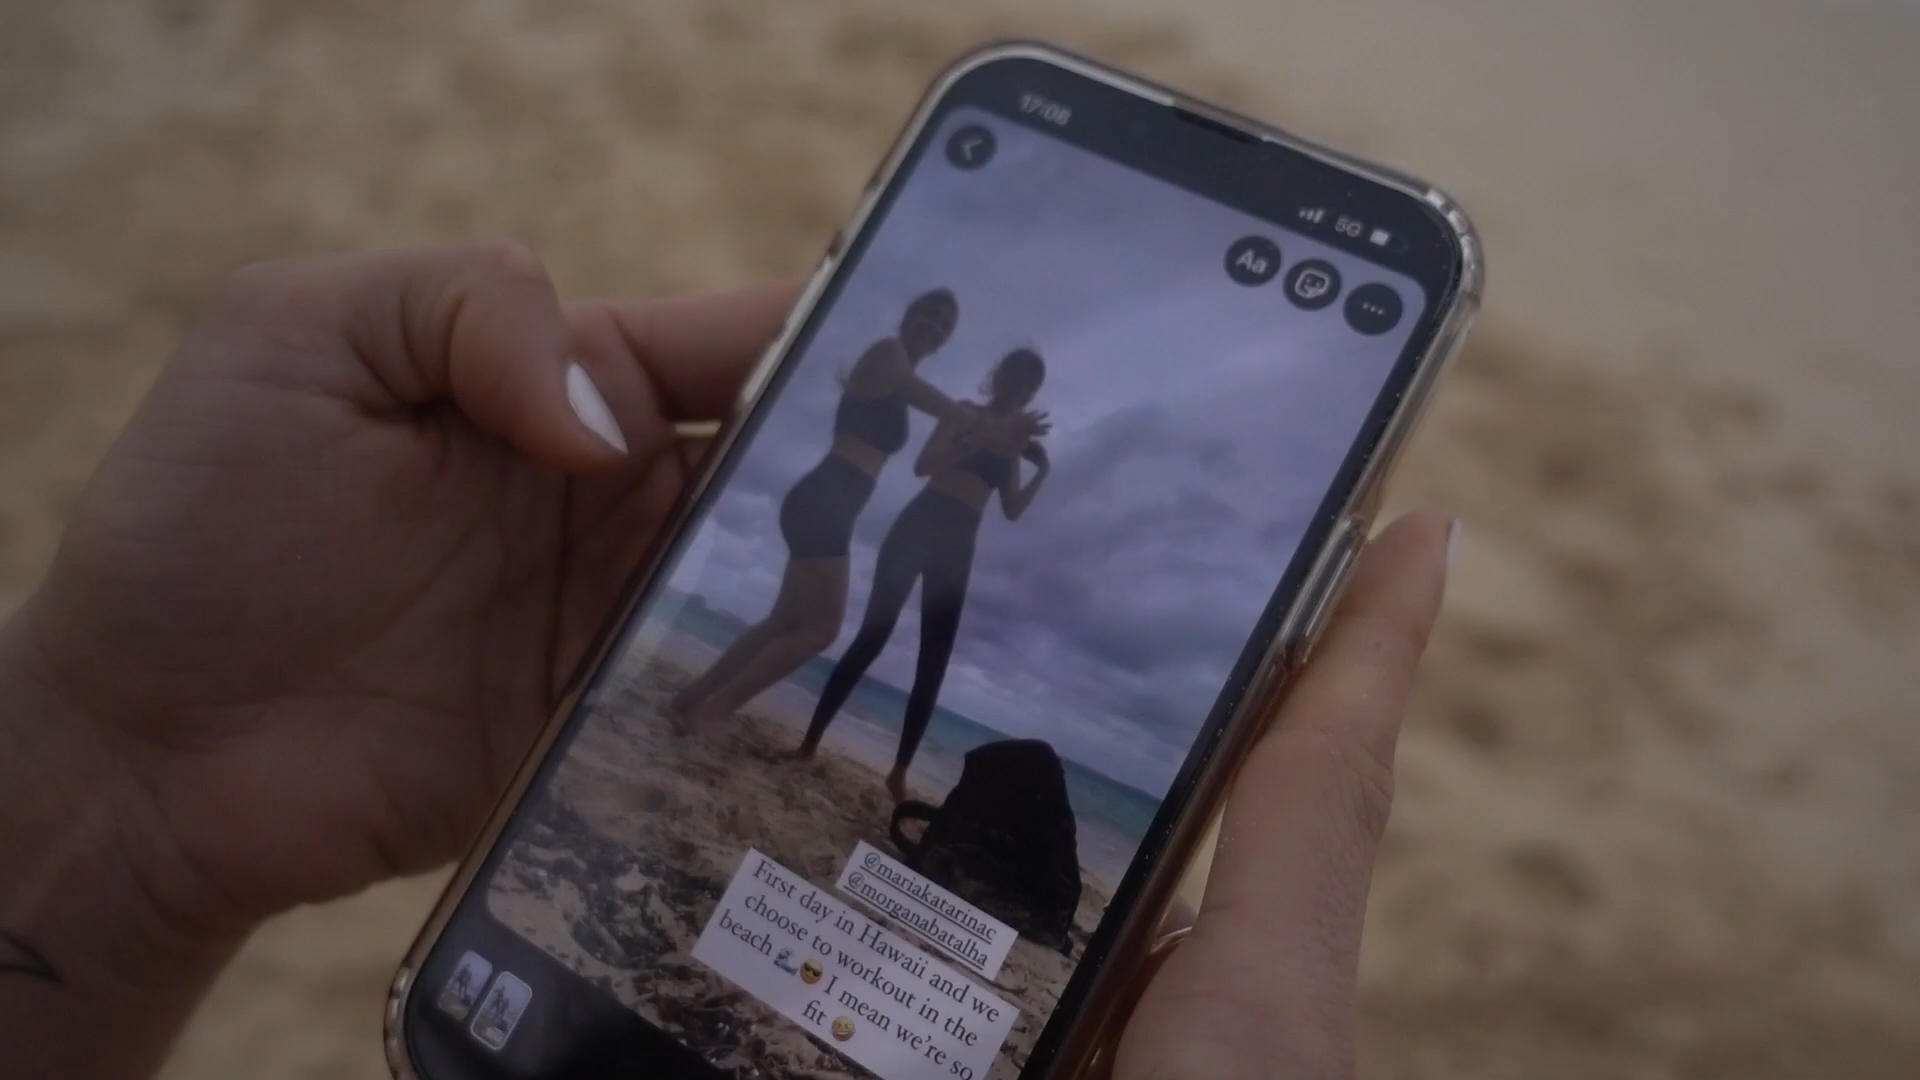 17:08
5G
Aa
@mariakatarinac
@morganabatalha
First day in Hawaii and we
choose to workout in the
beach 🌊😎 I mean we're so
fit 😅